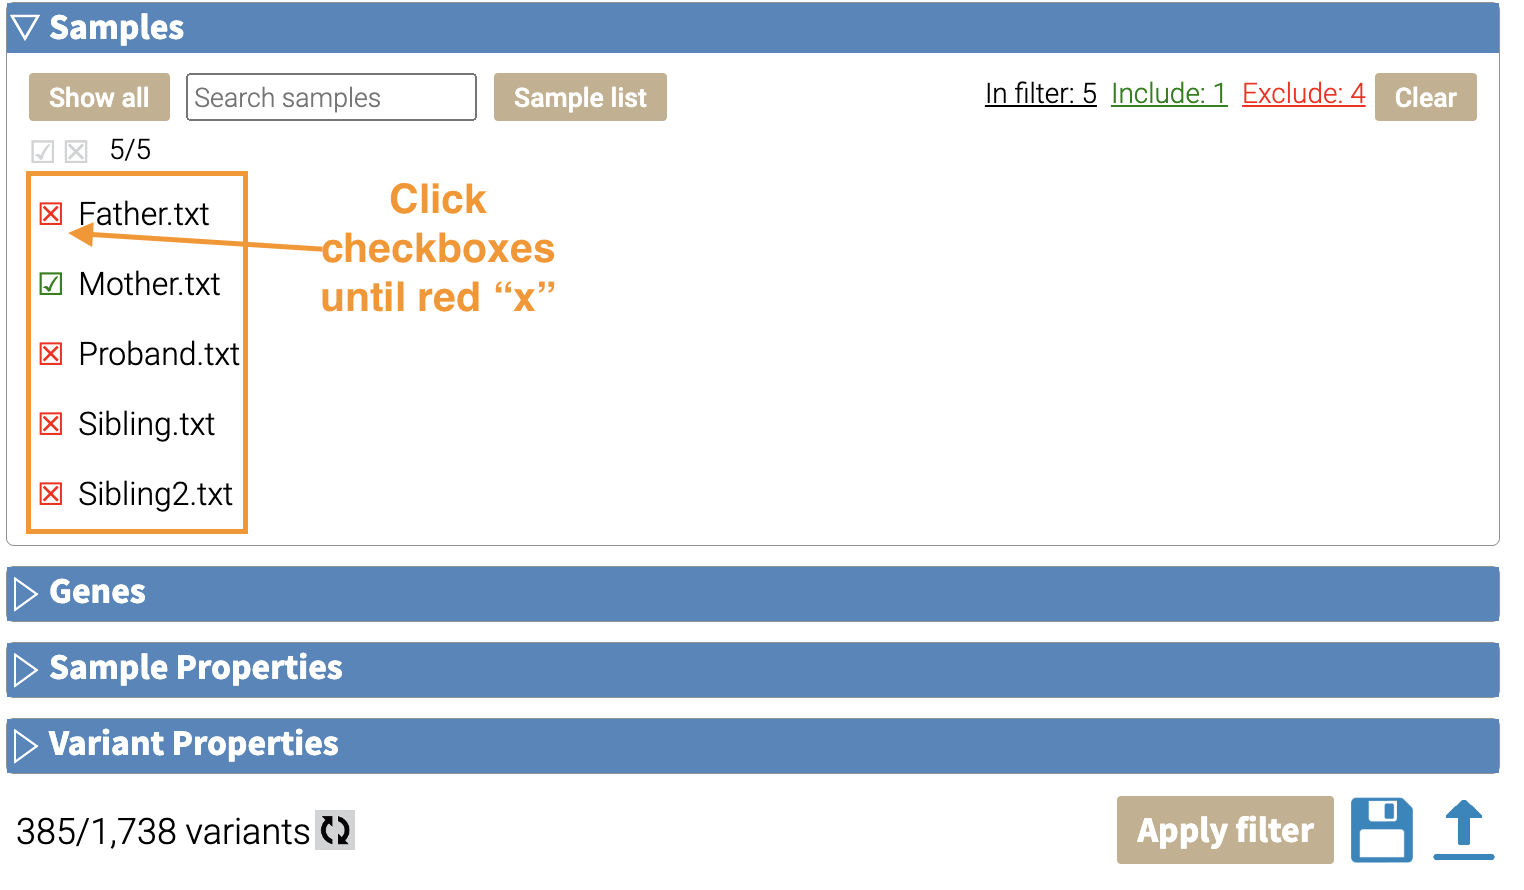 Samples
Show all Search samples Sample list In filter: 5 Include: 1 Exclude: 4 Clear
5/5
Father.txt
Mother.txt
Proband.txt
Sibling.txt
Sibling2.txt
Click
checkboxes
until red “x”
Genes
Sample Properties
Variant Properties
385/1,738 variants Apply filter